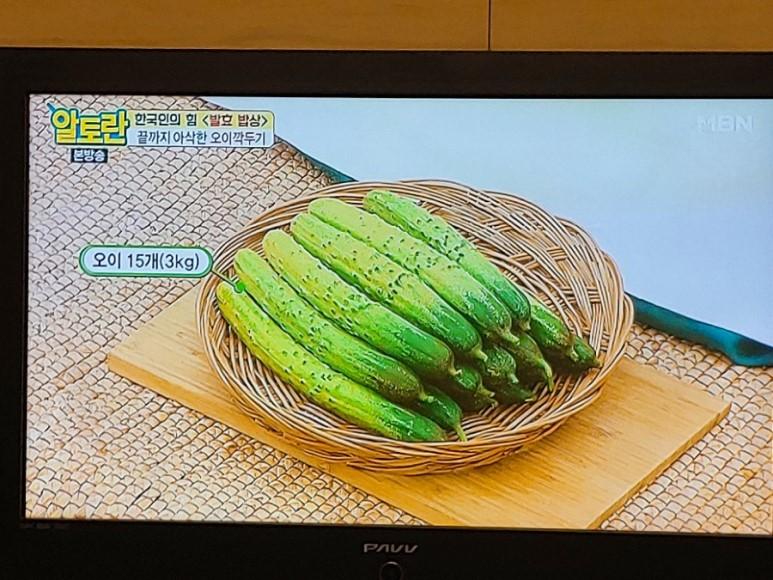 알토란
본방송
한국인의 힘 <발효 밥상>
끝까지 아삭한 오이깍두기
MBN
오이 15개(3kg)
PAVV